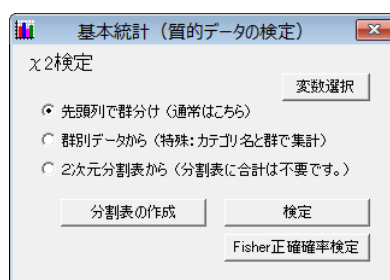 基本統計（質的データの検定）
χ2検定
変数選択
先頭列で群分け（通常はこちら）
群別データから（特殊：カテゴリ名と群で集計）
2次元分割表から（分割表に合計は不要です。）
分割表の作成 検定
Fisher正確確率検定